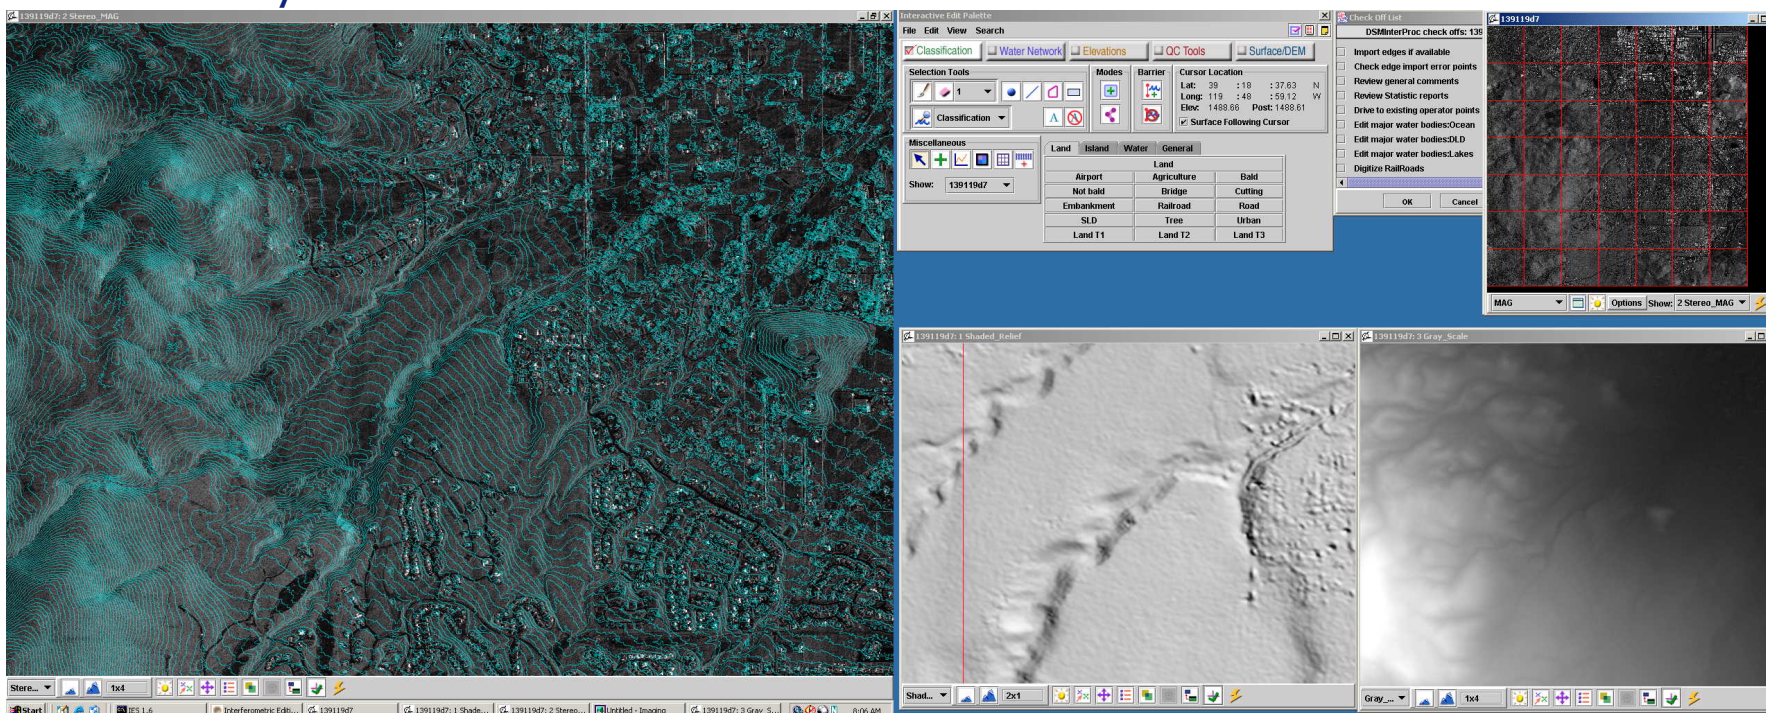 139119d7: 2 Stereo_MAG
Stere... 1x4
Start IES 1.6 Interferometric Editi... 139119d7 139119d7: 1 Shade... 139119d7: 2 Stereo... Untitled - Imaging 139119d7: 3 Gray_S... 8:06 AM
Interactive Edit Palette
File Edit View Search
Classification Water Network Elevations QC Tools Surface/DEM
Selection Tools
1
Classification A
Modes
Barrier
Cursor Location
Lat: 39 :18 :37.63 N
Long: 119 :48 :59.12 W
Elev: 1488.66 Post: 1488.61
Surface Following Cursor
Miscellaneous
Show: 139119d7
Land Island Water General
Land
Airport Agriculture Bald
Not bald Bridge Cutting
Embankment Railroad Road
SLD Tree Urban
Land T1 Land T2 Land T3
Check Off List
DSMInterProc check offs: 139
Import edges if available
Check edge import error points
Review general comments
Review Statistic reports
Drive to existing operator points
Edit major water bodies:Ocean
Edit major water bodies:DLD
Edit major water bodies:Lakes
Digitize RailRoads
OK Cancel
139119d7
MAG Options Show: 2 Stereo_MAG
139119d7: 1 Shaded_Relief
Shad... 2x1
139119d7: 3 Gray_Scale
Gray_... 1x4